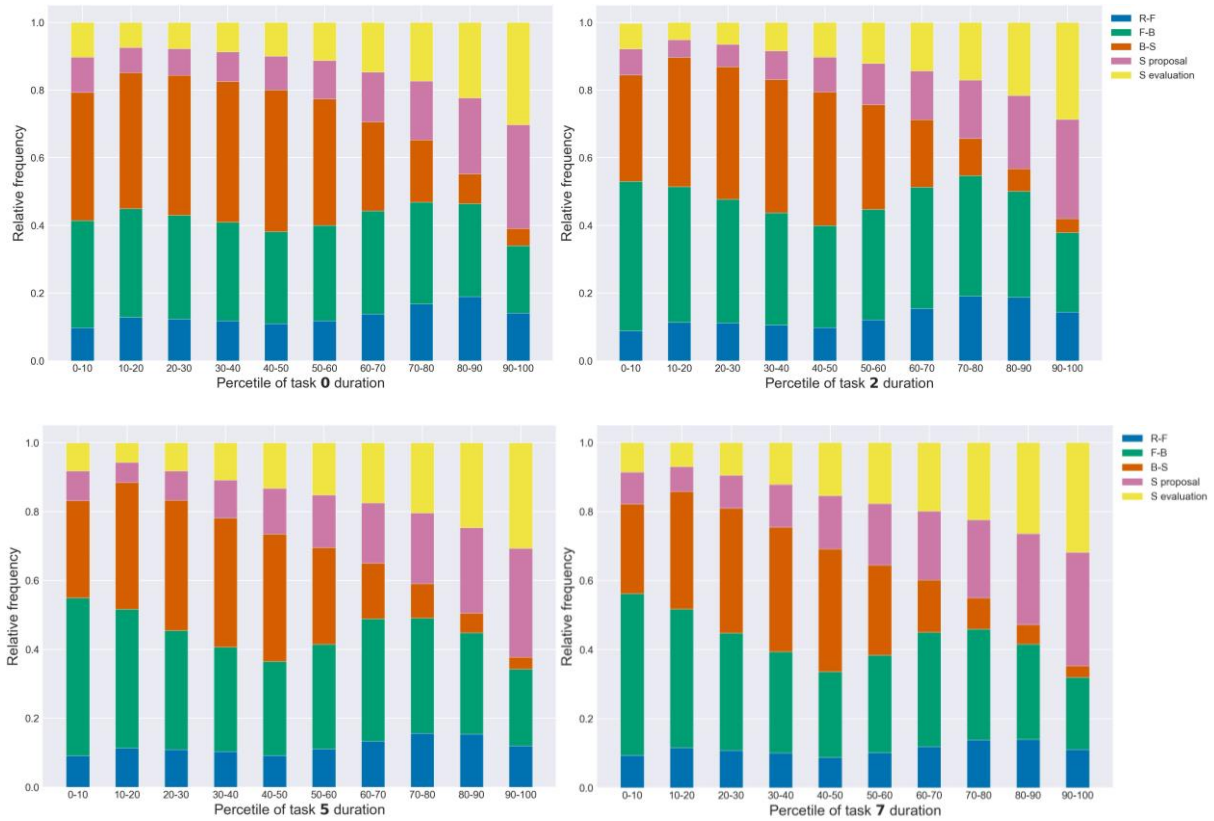 1.0
0.8
0.6
0.4
0.2
0.0
Relative frequency
0-10 10-20 20-30 30-40 40-50 50-60 60-70 70-80 80-90 90-100
Percetile of task 0 duration
1.0
0.8
0.6
0.4
0.2
0.0
Relative frequency
0-10 10-20 20-30 30-40 40-50 50-60 60-70 70-80 80-90 90-100
Percetile of task 2 duration
R-F
F-B
B-S
S proposal
S evaluation
1.0
0.8
0.6
0.4
0.2
0.0
Relative frequency
0-10 10-20 20-30 30-40 40-50 50-60 60-70 70-80 80-90 90-100
Percetile of task 5 duration
1.0
0.8
0.6
0.4
0.2
0.0
Relative frequency
0-10 10-20 20-30 30-40 40-50 50-60 60-70 70-80 80-90 90-100
Percetile of task 7 duration
R-F
F-B
B-S
S proposal
S evaluation